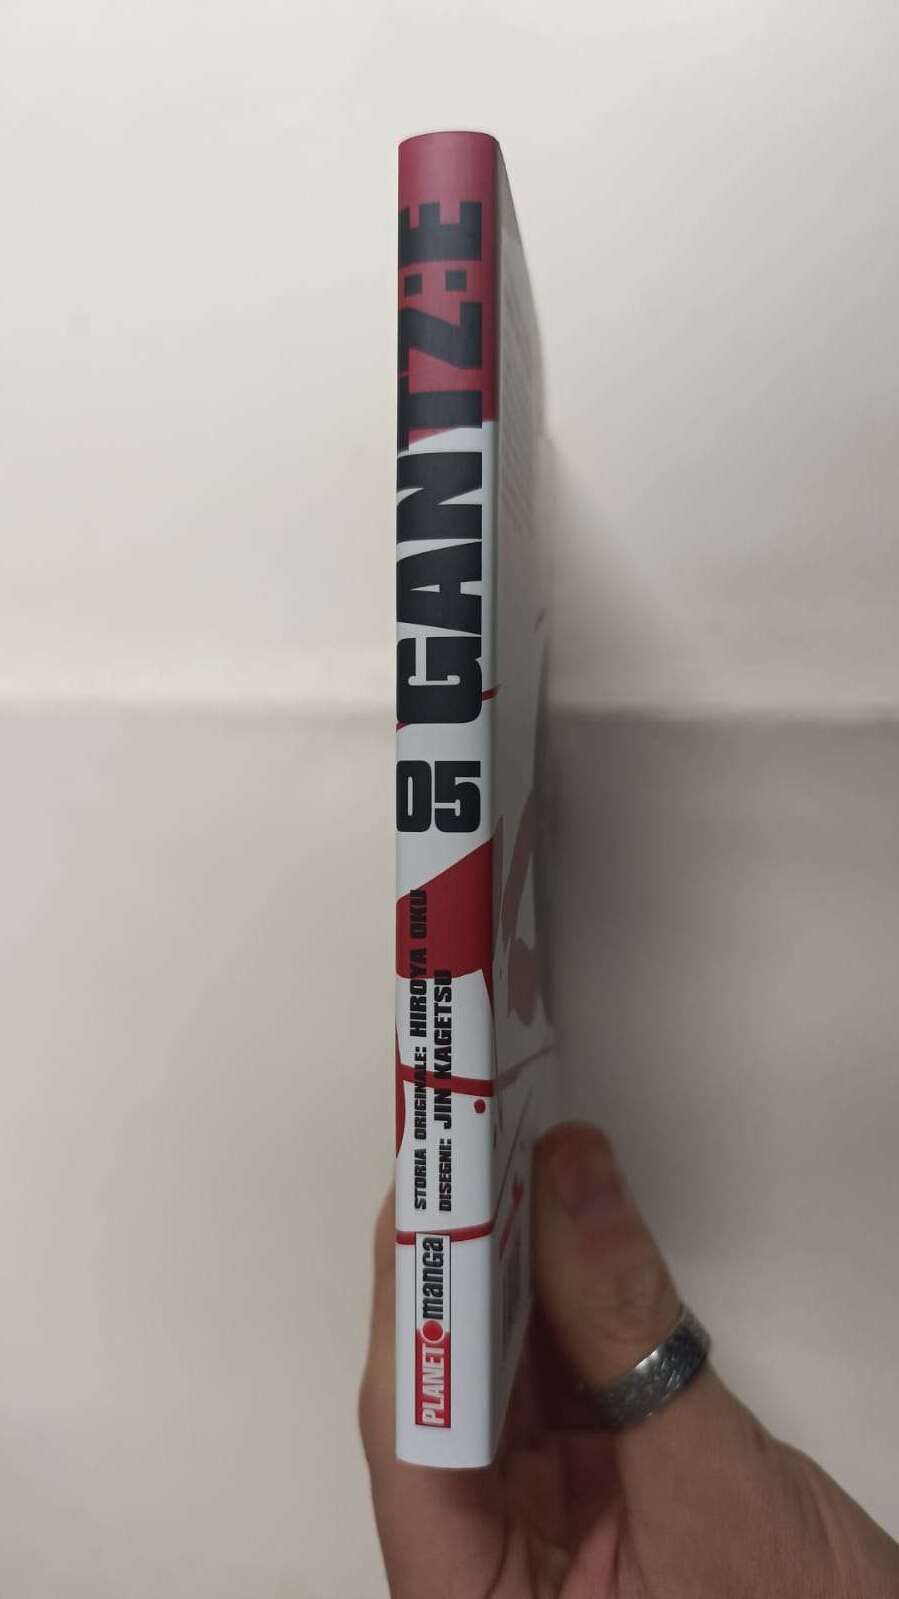 GANTZ:E
05
STORIA ORIGINALE: HIROYA OKU
DISEGNI: JIN KAGETSU
PLANET manga